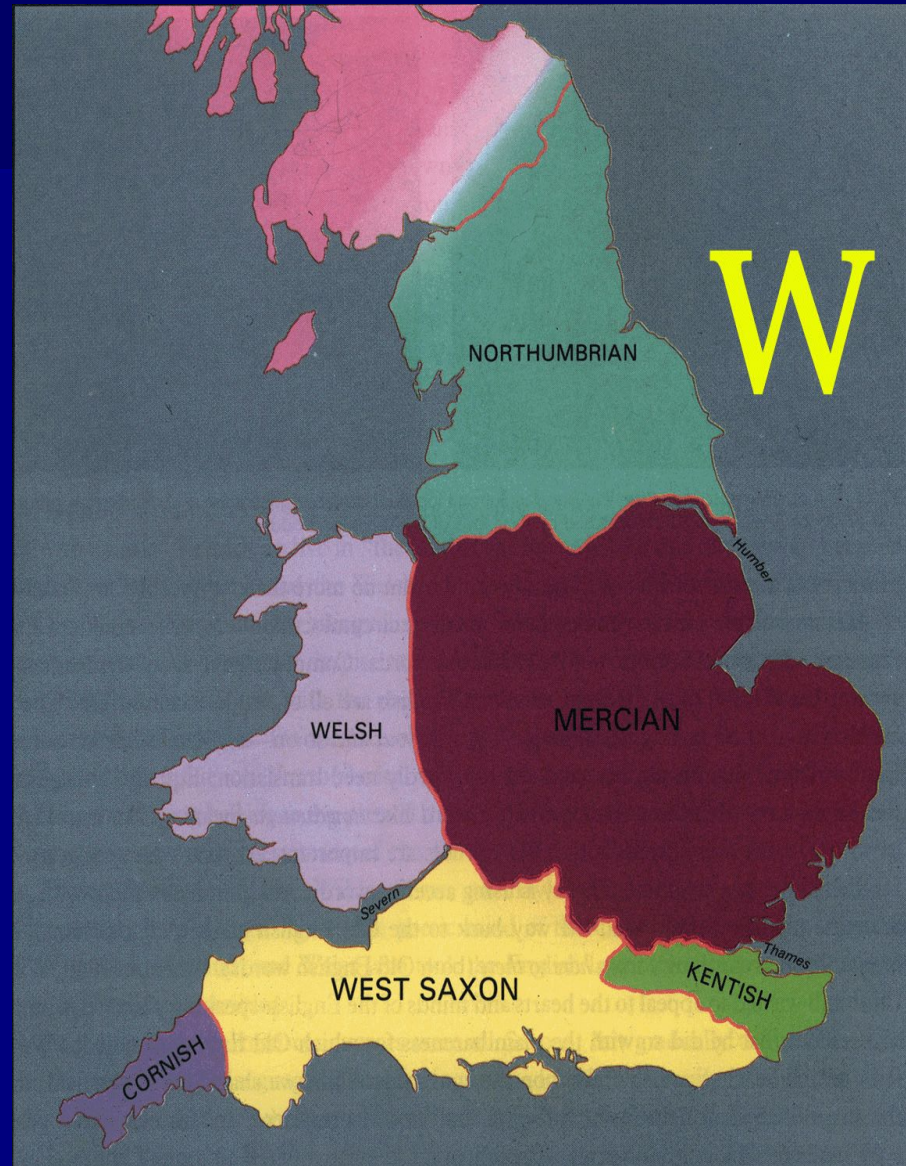 W
NORTHUMBRIAN
Humber
WELSH
MERCIAN
Severn
Thames
WEST SAXON
KENTISH
CORNISH